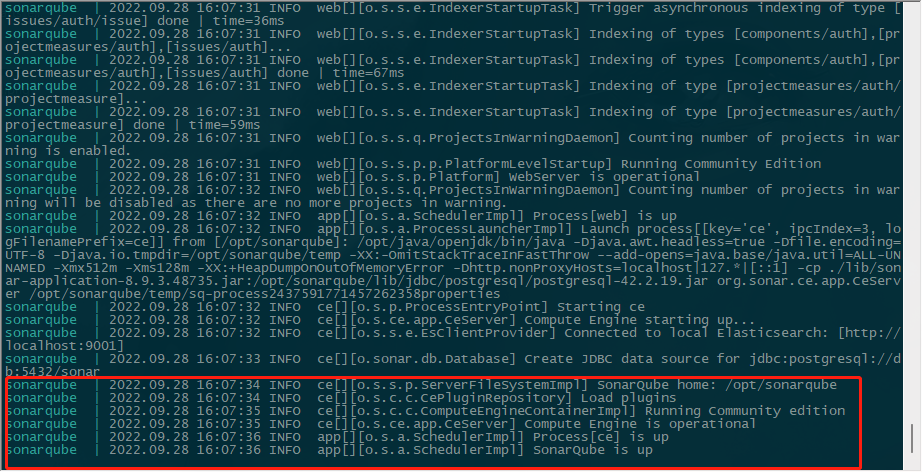 sonarqube  | 2022.09.28 16:07:31 INFO  web[][o.s.s.e.IndexerStartupTask] Trigger asynchronous indexing of type [
issues/auth/issue] done | time=36ms
sonarqube  | 2022.09.28 16:07:31 INFO  web[][o.s.s.e.IndexerStartupTask] Indexing of types [components/auth],[pr
ojectmeasures/auth],[issues/auth]...
sonarqube  | 2022.09.28 16:07:31 INFO  web[][o.s.s.e.IndexerStartupTask] Indexing of types [components/auth],[pr
ojectmeasures/auth],[issues/auth] done | time=67ms
sonarqube  | 2022.09.28 16:07:31 INFO  web[][o.s.s.e.IndexerStartupTask] Indexing of type [projectmeasures/auth/
projectmeasure]...
sonarqube  | 2022.09.28 16:07:31 INFO  web[][o.s.s.e.IndexerStartupTask] Indexing of type [projectmeasures/auth/
projectmeasure] done | time=59ms
sonarqube  | 2022.09.28 16:07:31 INFO  web[][o.s.s.q.ProjectsInWarningDaemon] Counting number of projects in war
ning is enabled.
sonarqube  | 2022.09.28 16:07:31 INFO  web[][o.s.s.p.p.PlatformLevelStartup] Running Community Edition
sonarqube  | 2022.09.28 16:07:31 INFO  web[][o.s.s.p.Platform] WebServer is operational
sonarqube  | 2022.09.28 16:07:32 INFO  web[][o.s.s.q.ProjectsInWarningDaemon] Counting number of projects in war
ning will be disabled as there are no more projects in warning.
sonarqube  | 2022.09.28 16:07:32 INFO  app[][o.s.a.SchedulerImpl] Process[web] is up
sonarqube  | 2022.09.28 16:07:32 INFO  app[][o.s.a.ProcessLauncherImpl] Launch process[[key='ce', ipcIndex=3, lo
gFilenamePrefix=ce]] from [/opt/sonarqube]: /opt/java/openjdk/bin/java -Djava.awt.headless=true -Dfile.encoding=
UTF-8 -Djava.io.tmpdir=/opt/sonarqube/temp -XX:-OmitStackTraceInFastThrow --add-opens=java.base/java.util=ALL-UN
NAMED -Xmx512m -Xms128m -XX:+HeapDumpOnOutOfMemoryError -Dhttp.nonProxyHosts=localhost|127.*|[::1] -cp ./lib/son
ar-application-8.9.3.48735.jar:/opt/sonarqube/lib/jdbc/postgresql/postgresql-42.2.19.jar org.sonar.ce.app.CeServ
er /opt/sonarqube/temp/sq-process2437591771457262358properties
sonarqube  | 2022.09.28 16:07:32 INFO  ce[][o.s.p.ProcessEntryPoint] Starting ce
sonarqube  | 2022.09.28 16:07:32 INFO  ce[][o.s.ce.app.CeServer] Compute Engine starting up...
sonarqube  | 2022.09.28 16:07:32 INFO  ce[][o.s.s.e.EsClientProvider] Connected to local Elasticsearch: [http://
localhost:9001]
sonarqube  | 2022.09.28 16:07:33 INFO  ce[][o.sonar.db.Database] Create JDBC data source for jdbc:postgresql://d
b:5432/sonar
sonarqube  | 2022.09.28 16:07:34 INFO  ce[][o.s.s.p.ServerFileSystemImpl] SonarQube home: /opt/sonarqube
sonarqube  | 2022.09.28 16:07:34 INFO  ce[][o.s.c.c.CePluginRepository] Load plugins
sonarqube  | 2022.09.28 16:07:35 INFO  ce[][o.s.c.c.ComputeEngineContainerImpl] Running Community edition
sonarqube  | 2022.09.28 16:07:35 INFO  ce[][o.s.ce.app.CeServer] Compute Engine is operational
sonarqube  | 2022.09.28 16:07:36 INFO  app[][o.s.a.SchedulerImpl] Process[ce] is up
sonarqube  | 2022.09.28 16:07:36 INFO  app[][o.s.a.SchedulerImpl] SonarQube is up